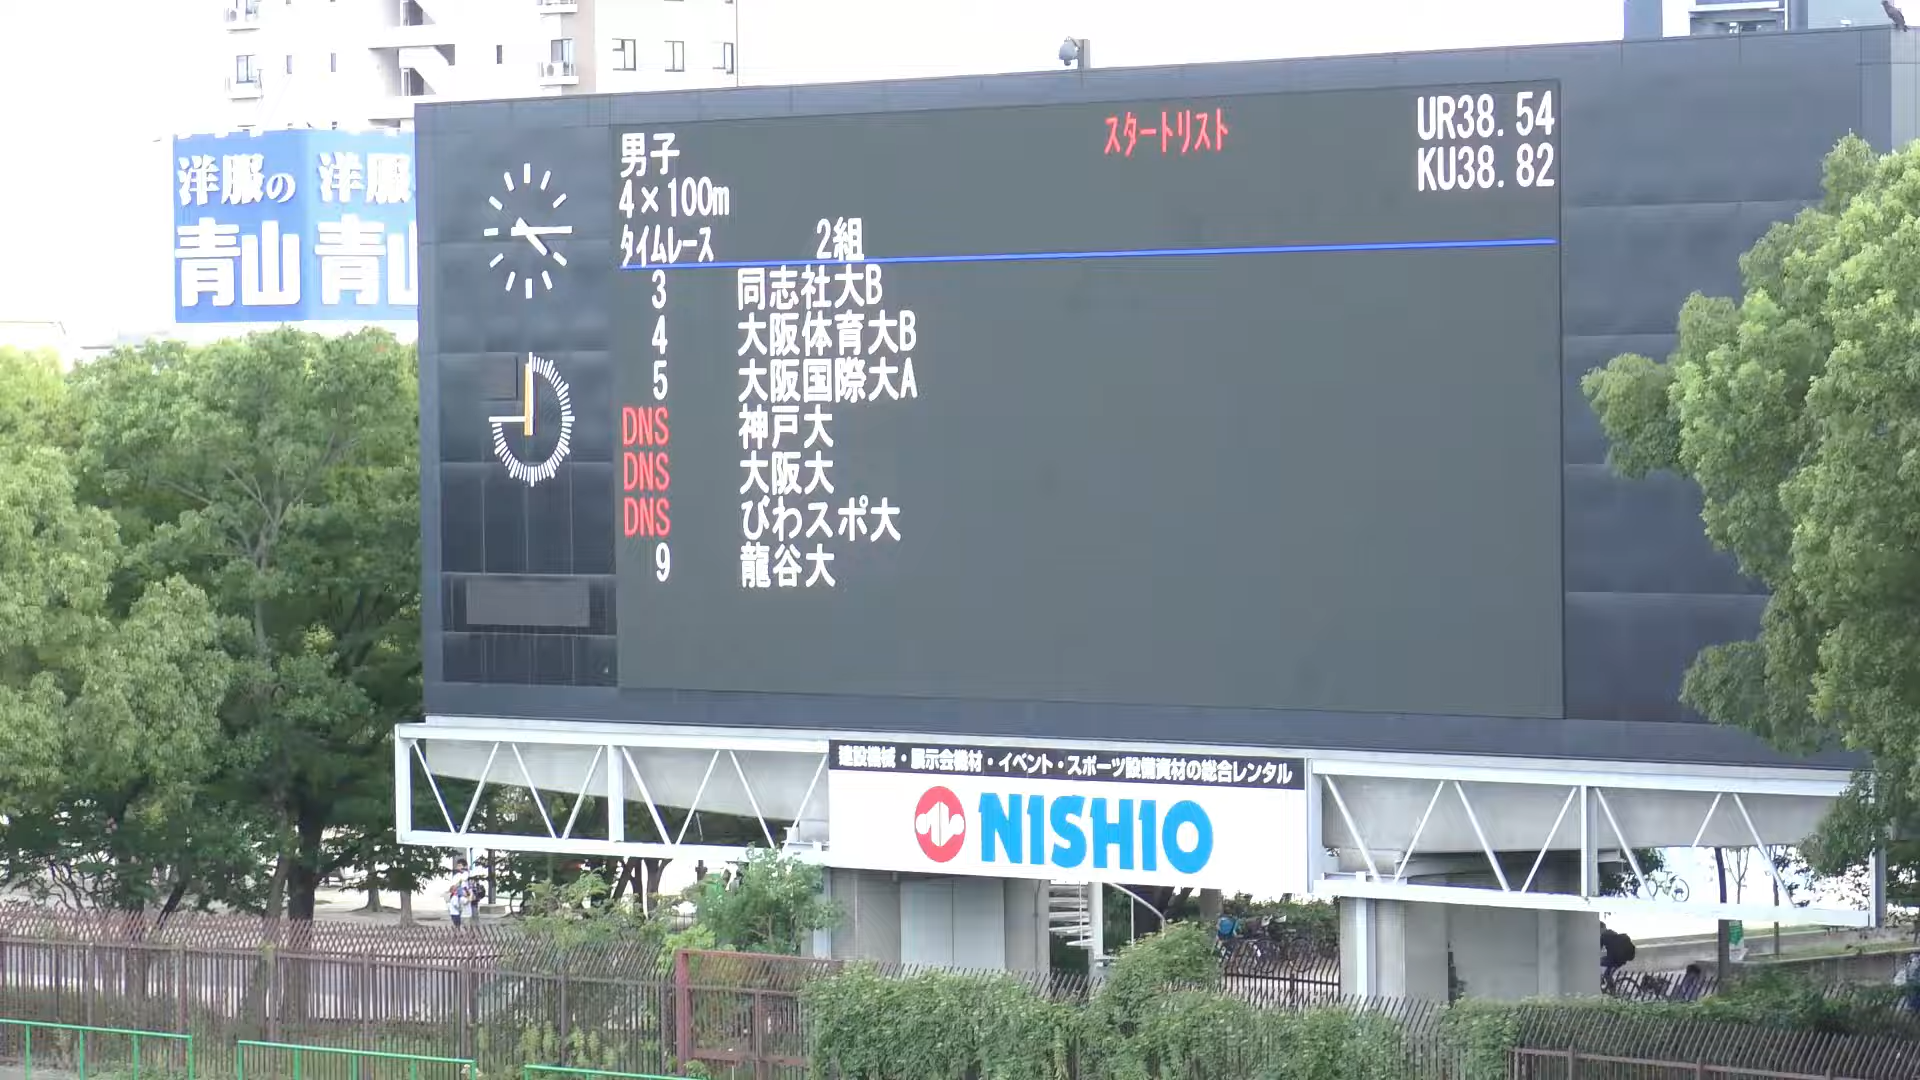 洋服の 洋服
青山 青山
男子
スタートリスト
UR38.54
4×100m
KU38.82
タイムレース 2組
3 同志社大B
4 大阪体育大B
5 大阪国際大A
DNS 神戸大
DNS 大阪大
DNS びわスポ大
9 龍谷大
建設機械・展示会機材・イベント・スポーツ設備資材の総合レンタル
NISHIO